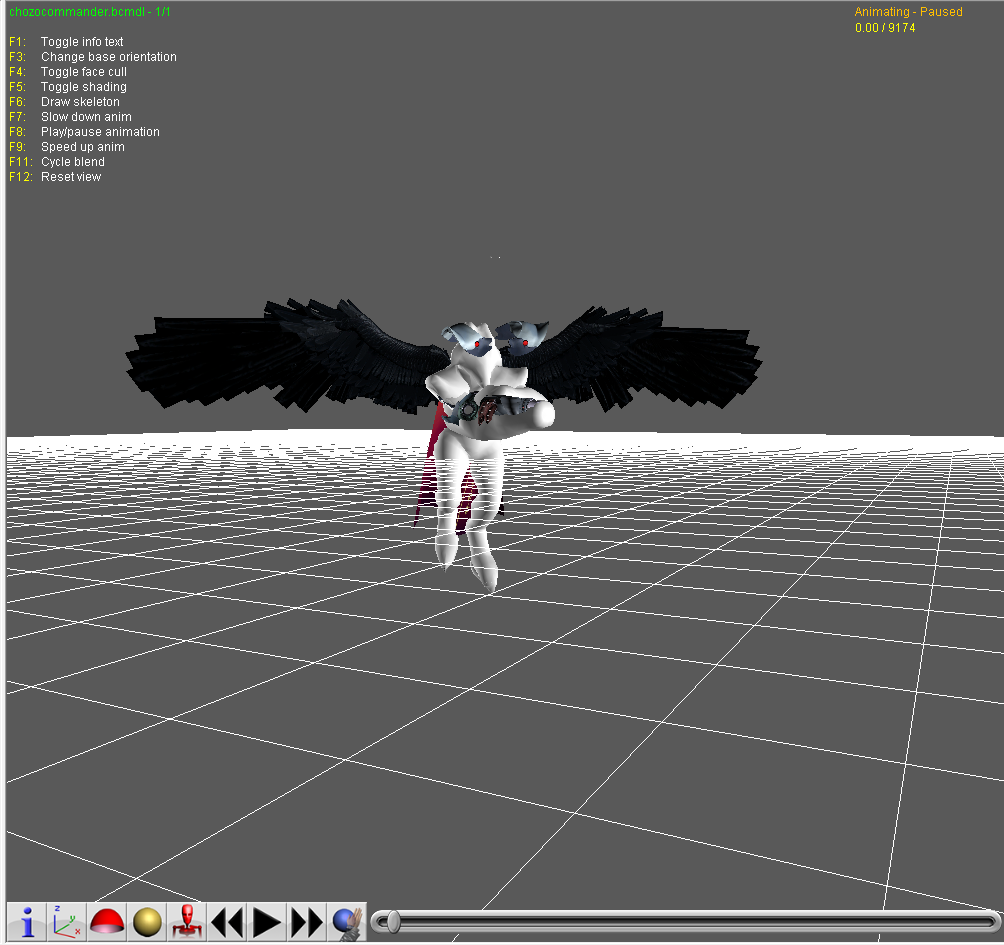 chozocommander.bcmdl - 1/1
Animating - Paused
0.00 / 9174
F1: Toggle info text
F3: Change base orientation
F4: Toggle face cull
F5: Toggle shading
F6: Draw skeleton
F7: Slow down anim
F8: Play/pause animation
F9: Speed up anim
F11: Cycle blend
F12: Reset view
i
z
y
x